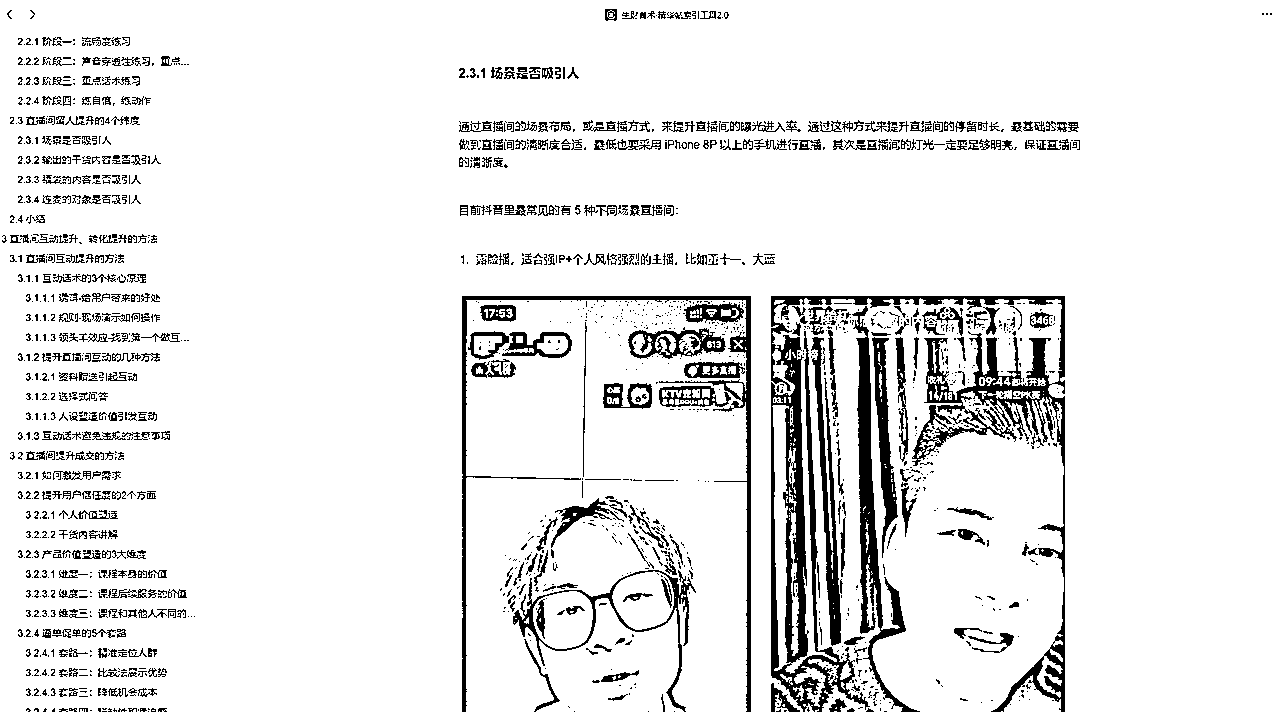 生财有术·精华帖索引工具2.0
2.2.1 阶段一：流畅度练习
2.2.2 阶段二：声音穿透性练习，重点...
2.2.3 阶段三：重点话术练习
2.2.4 阶段四：练自信，练动作
2.3 直播间留人提升的4个纬度
2.3.1 场景是否吸引人
2.3.2 输出的干货内容是否吸引人
2.3.3 福袋的内容是否吸引人
2.3.4 连麦的对象是否吸引人
2.4 小结
3 直播间互动提升、转化提升的方法
3.1 直播间互动提升的方法
3.1.1 互动话术的3个核心原理
3.1.1.1 诱饵-给用户带来的好处
3.1.1.2 规则-现场演示如何操作
3.1.1.3 领头羊效应-找到第一个做互...
3.1.2 提升直播间互动的几种方法
3.1.2.1 资料赠送引起互动
3.1.2.2 选择式问答
3.1.1.3 人设塑造价值引发互动
3.1.3 互动话术避免违规的注意事项
3.2 直播间提升成交的方法
3.2.1 如何激发用户需求
3.2.2 提升用户信任度的2个方面
3.2.2.1 个人价值塑造
3.2.2.2 干货内容讲解
3.2.3 产品价值塑造的3大维度
3.2.3.1 维度一：课程本身的价值
3.2.3.2 维度二：课程后续服务的价值
3.2.3.3 维度三：课程和其他人不同的...
3.2.4 逼单促单的5个套路
3.2.4.1 套路一：精准定位人群
3.2.4.2 套路二：比较法展示优势
3.2.4.3 套路三：降低机会成本
2.3.1 场景是否吸引人
通过直播间的场景布局，或是直播方式，来提升直播间的曝光进入率。通过这种方式来提升直播间的停留时长，最基础的需要
做到直播间的清晰度合适，最低也要采用 iPhone 8P 以上的手机进行直播，其次是直播间的灯光一定要足够明亮，保证直播间
的清晰度。
目前抖音里最常见的有 5 种不同场景直播间：
1. 露脸播，适合强IP+个人风格强烈的主播，比如董十一、大蓝
17:53
更多直播
346
小时榜
09:44 即将开始
14/181